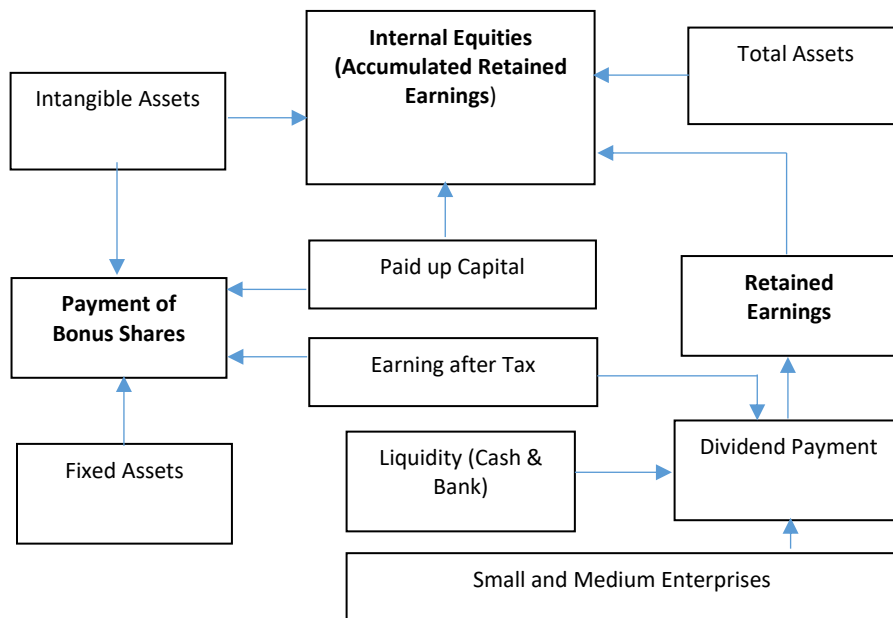 Internal Equities
(Accumulated Retained
Earnings)
Total Assets
Intangible Assets
Paid up Capital
Payment of
Bonus Shares
Retained
Earnings
Earning after Tax
Liquidity (Cash &
Bank)
Dividend Payment
Fixed Assets
Small and Medium Enterprises